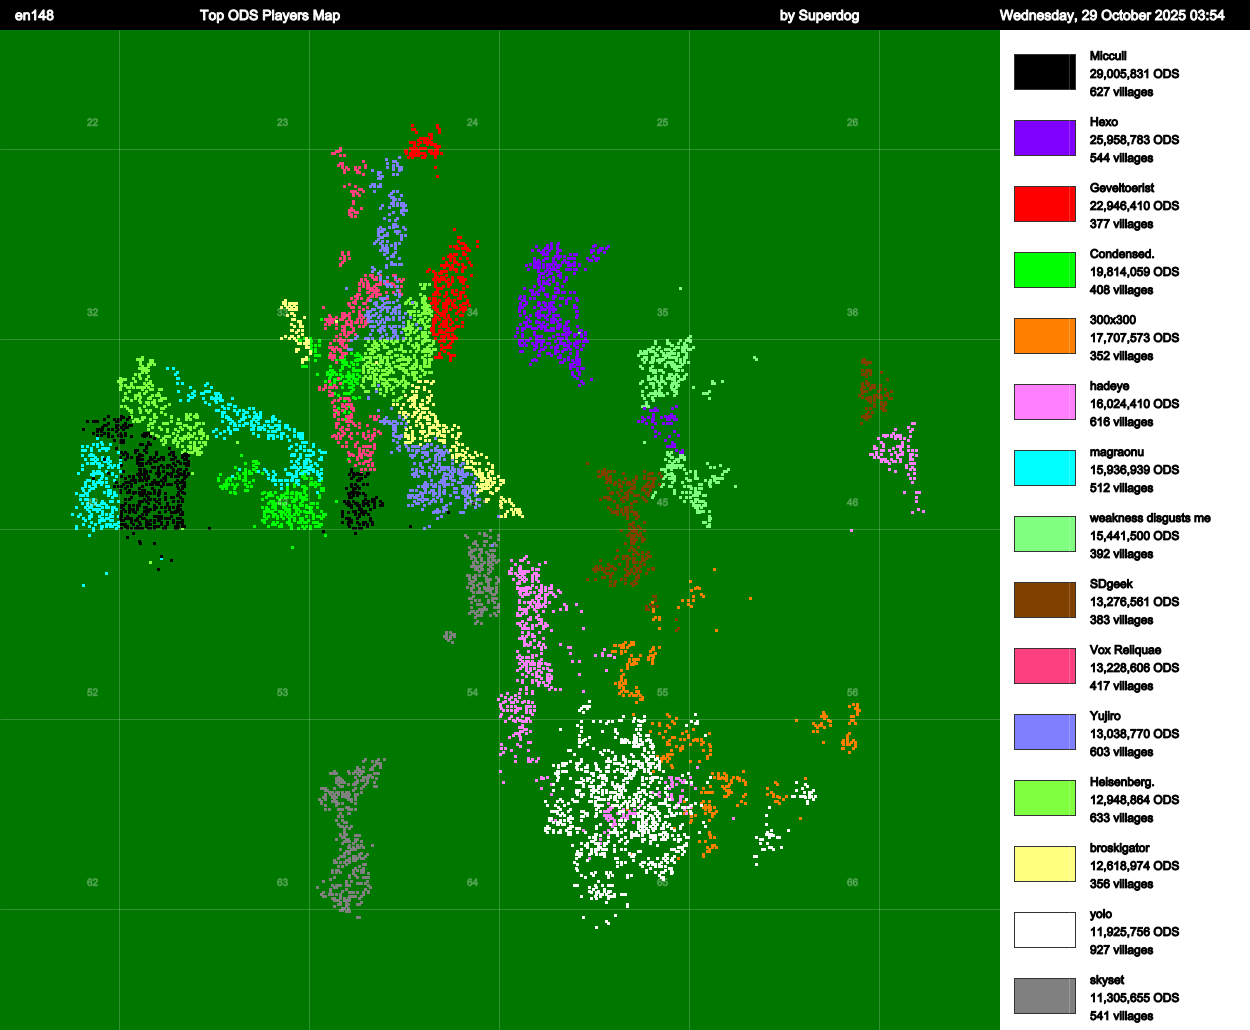 en148 Top ODS Players Map by Superdog Wednesday, 29 October 2025 03:54
Miccull
29,005,831 ODS
627 villages
Hexo
25,958,783 ODS
544 villages
Geveltoerist
22,946,410 ODS
377 villages
Condensed.
19,814,059 ODS
408 villages
300x300
17,707,573 ODS
352 villages
hadeye
16,024,410 ODS
616 villages
magraonu
15,936,939 ODS
512 villages
weakness disgusts me
15,441,500 ODS
392 villages
SDgeek
13,276,561 ODS
383 villages
Vox Reliquae
13,228,606 ODS
417 villages
Yujiro
13,038,770 ODS
603 villages
Heisenberg.
12,948,864 ODS
633 villages
broskigator
12,618,974 ODS
356 villages
yolo
11,925,756 ODS
927 villages
skyset
11,305,655 ODS
541 villages
22 23 24 25 26
32 34 35 36
45 46
52 53 54 55 56
62 63 64 65 66